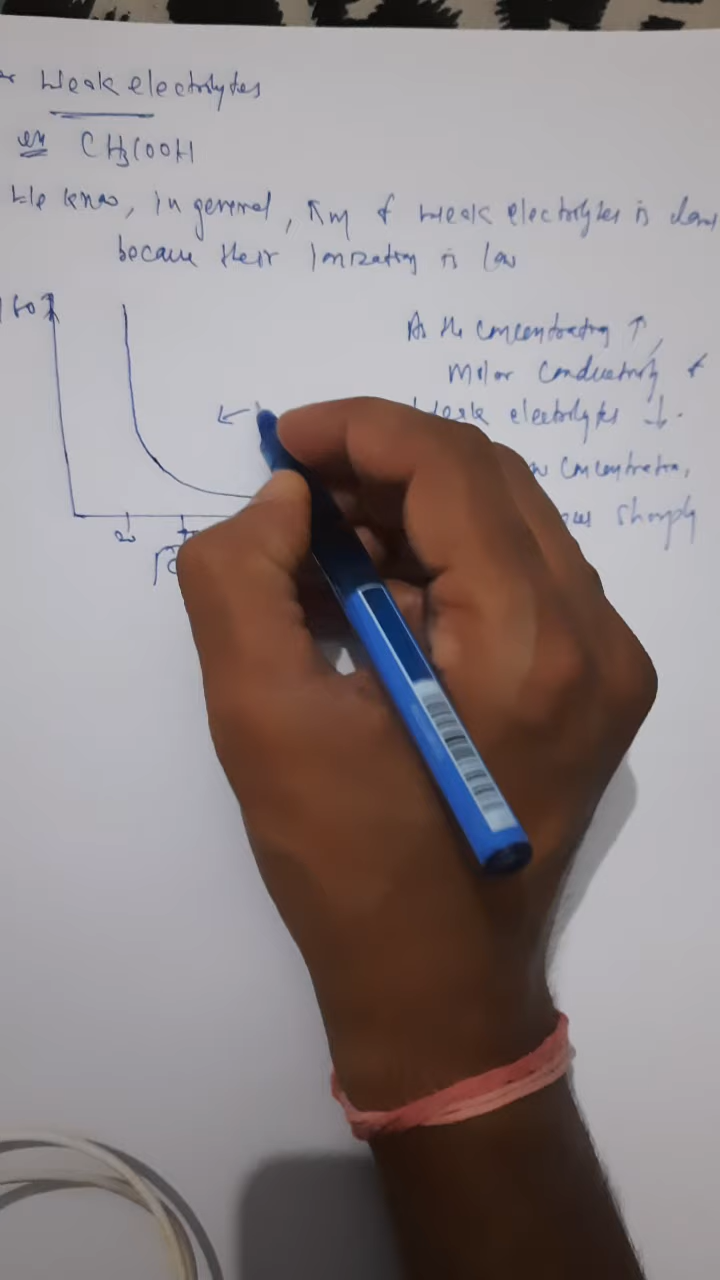 Weak electrolytes
ex CH3COOH
We know, in general, Λm of weak electrolytes is low
because their Ionization is low
As the concentration ↑,
Molar conductivity of
Weak electrolytes ↓.
concentration,
sharply
√C